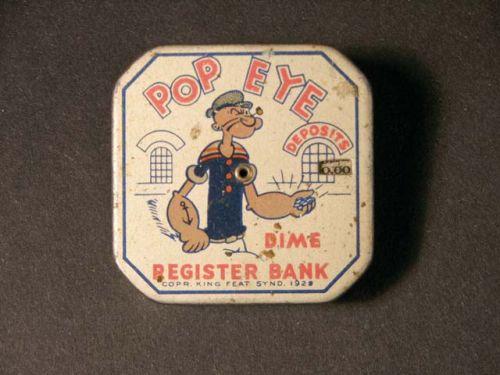 POP EYE
DEPOSITS
0.00
DIME
REGISTER BANK
COPR. KING FEAT SYND. 1929